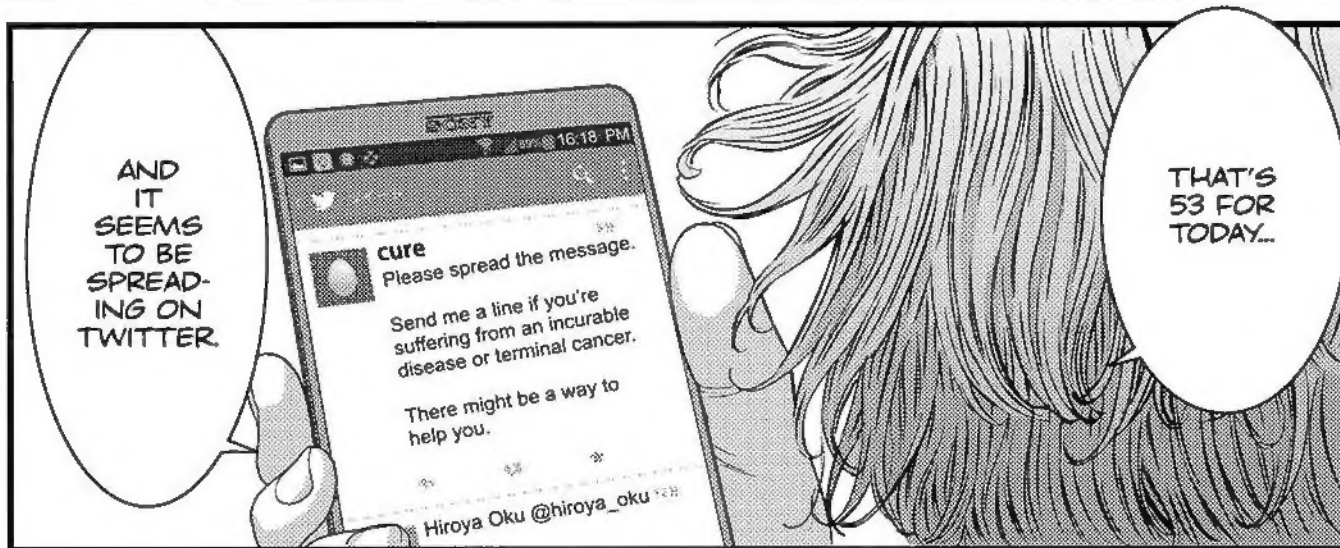 THAT'S
53 FOR
TODAY...
SONY
16:18 PM
cure
Please spread the message.
Send me a line if you're
suffering from an incurable
disease or terminal cancer.
There might be a way to
help you.
Hiroya Oku @hiroya_oku
AND
IT
SEEMS
TO BE
SPREAD-
ING ON
TWITTER.